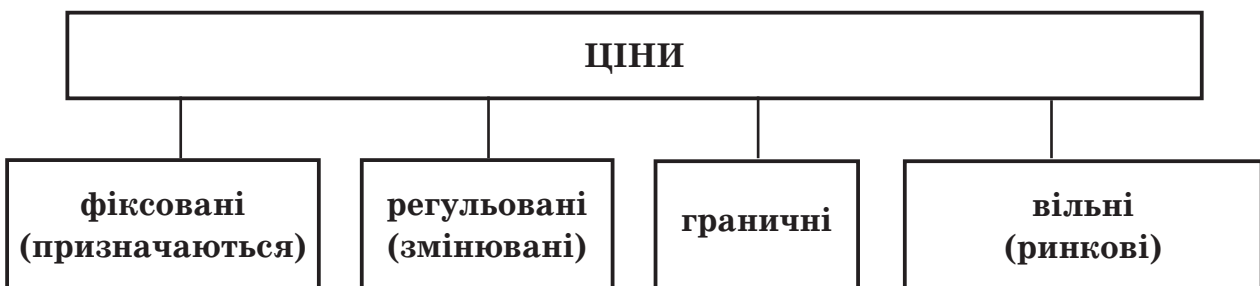 ЦІНИ
фіксовані
(призначаються)
регульовані
(змінювані)
граничні
вільні
(ринкові)